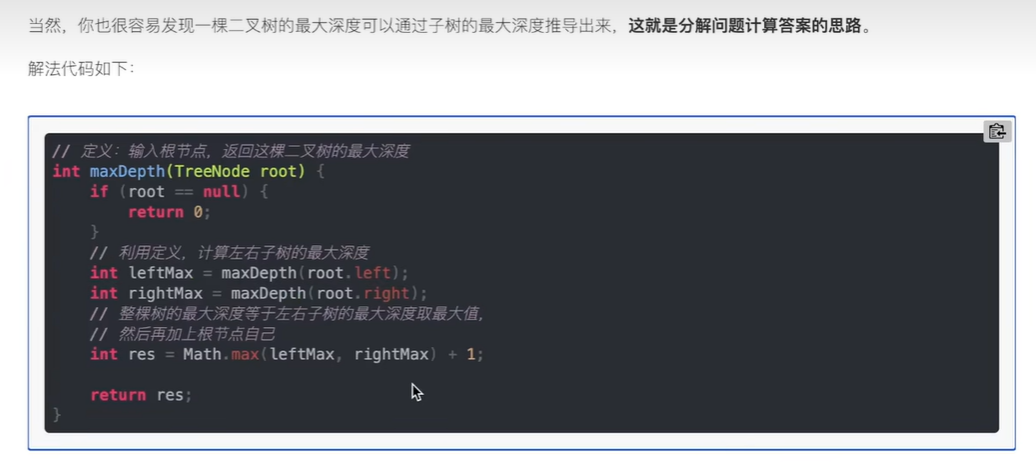 当然，你也很容易发现一棵二叉树的最大深度可以通过子树的最大深度推导出来，这就是分解问题计算答案的思路。
解法代码如下：
// 定义：输入根节点，返回这棵二叉树的最大深度
int maxDepth(TreeNode root) {
    if (root == null) {
        return 0;
    }
    // 利用定义，计算左右子树的最大深度
    int leftMax = maxDepth(root.left);
    int rightMax = maxDepth(root.right);
    // 整棵树的最大深度等于左右子树的最大深度取最大值，
    // 然后再加上根节点自己
    int res = Math.max(leftMax, rightMax) + 1;
    return res;
}